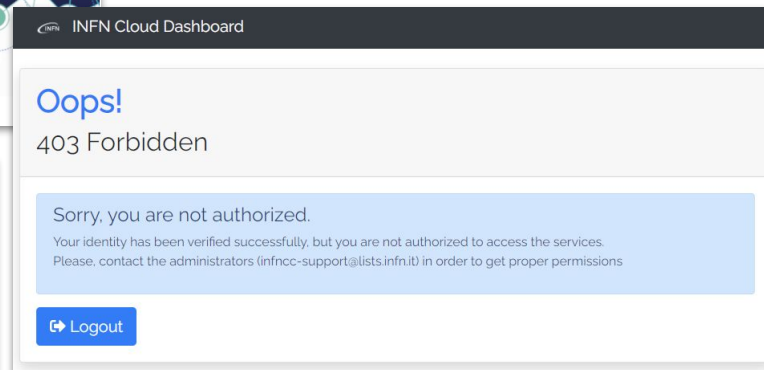 INFN INFN Cloud Dashboard
Oops!
403 Forbidden
Sorry, you are not authorized.
Your identity has been verified successfully, but you are not authorized to access the services.
Please, contact the administrators (infncc-support@lists.infn.it) in order to get proper permissions
Logout